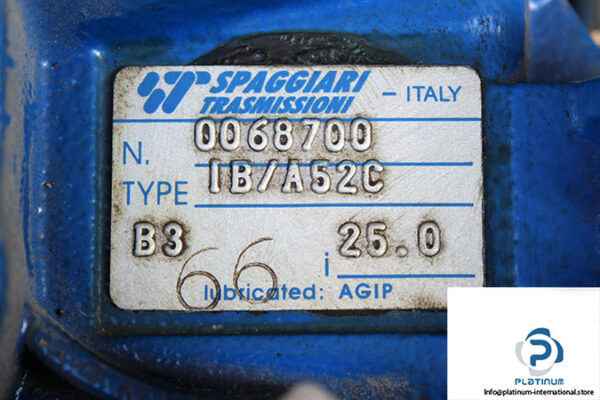 SPAGGIARI
TRASMISSIONI - ITALY
N. 0068700
TYPE IB/A52C
B3 i 25.0
66
lubricated: AGIP
PLATINUM
Info@platinum-international.store